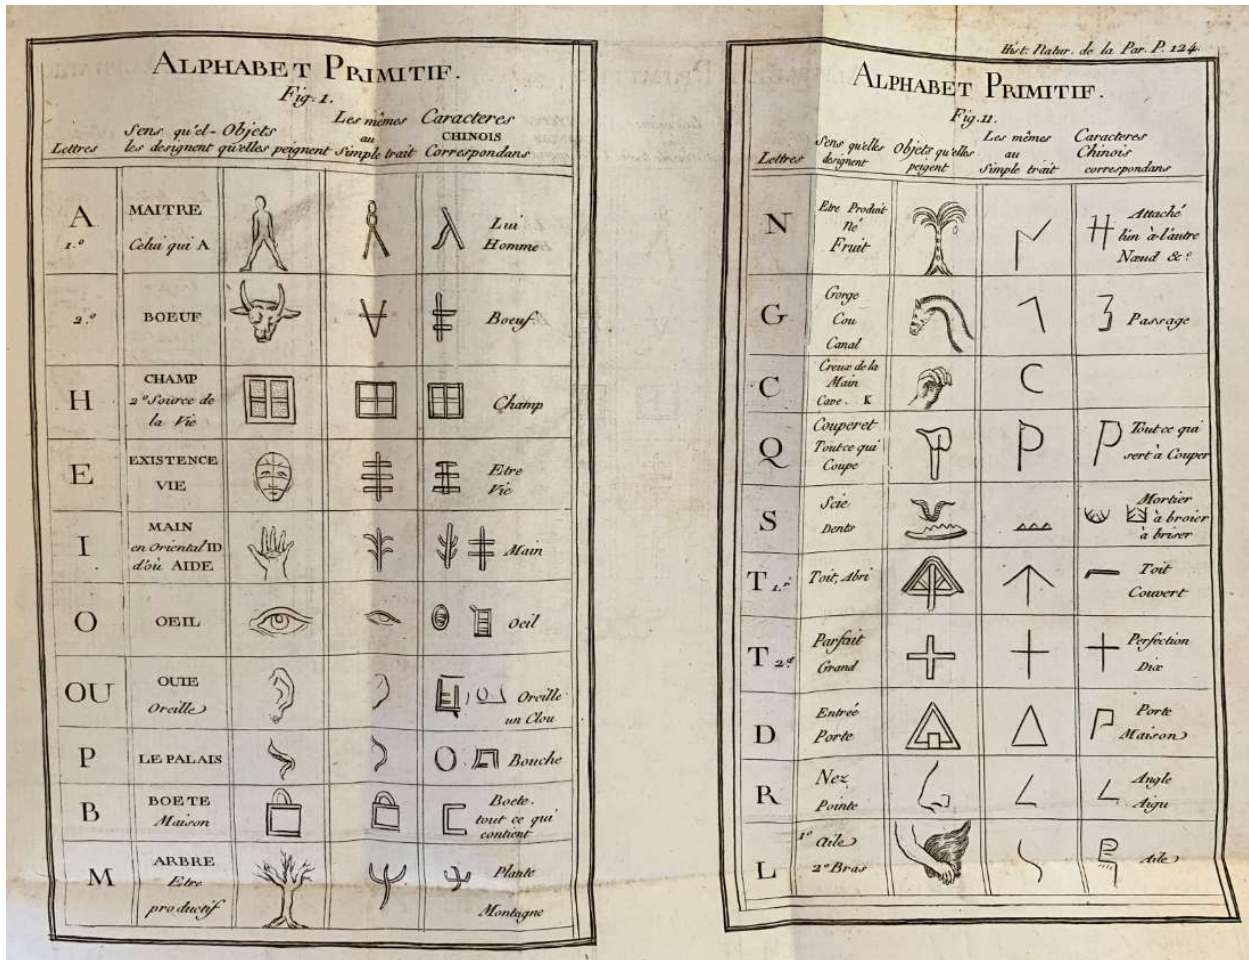 ALPHABET PRIMITIF.
Fig. 1.
Lettres
Sens qu'el-
les designent
Objets
qu'elles peignent
Les mêmes
au
Simple trait
Caracteres
CHINOIS
Correspondans
A
1.º
MAITRE
Celui qui A
Lui
Homme
2.º
BOEUF
Boeuf
H
CHAMP
2º Source de
la Vie
Champ
E
EXISTENCE
VIE
Etre
Vie
I
MAIN
en Oriental ID
d'où AIDE
Main
O
OEIL
Oeil
OU
OUIE
Oreille
Oreille
un Clou
P
LE PALAIS
Bouche
B
BOETE
Maison
Boete.
tout ce qui
contient
M
ARBRE
Etre
productif
Plante
Montagne
Hist. Natur. de la Par. P. 124.
ALPHABET PRIMITIF.
Fig. II.
Lettres
Sens qu'elles
designent
Objets qu'elles
peignent
Les mêmes
au
Simple trait
Caracteres
Chinois
correspondans
N
Etre Produit
né
Fruit
Attaché
l'un à l'autre
Nœud &c.
G
Gorge
Cou
Canal
Passage
C
Creux de la
Main
Cave. K
Q
Couperet
Tout ce qui
Coupe
Tout ce qui
sert à Couper
S
Scie
Dents
Mortier
à broier
à briser
T 1.r
Toit, Abri
Toit
Couvert
T 2.d
Parfait
Grand
Perfection
Dix
D
Entrée
Porte
Porte
Maison
R
Nez
Pointe
Angle
Aigu
L
1º Aile
2º Bras
Aile